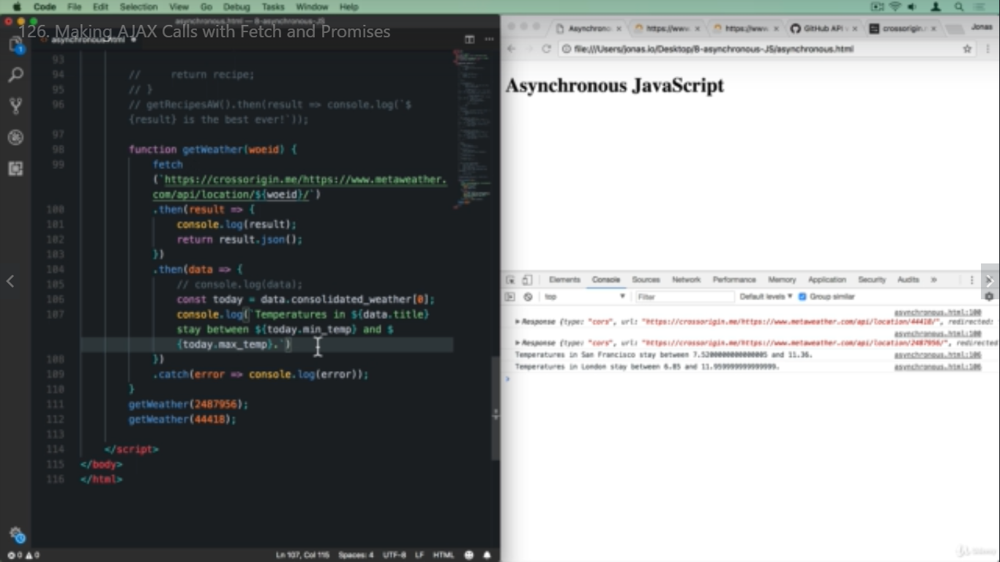 Code File Edit Selection View Go Debug Tasks Window Help
126. Making AJAX Calls with Fetch and Promises
asynchronous.html — 8-asynchronous-JS
asynchronous.html
1
93
94 // return recipe;
95 // }
96 // getRecipesAW().then(result => console.log(`$
{result} is the best ever!`));
97
98 function getWeather(woeid) {
99 fetch
(`https://crossorigin.me/https://www.metaweather.
com/api/location/${woeid}/`)
100 .then(result => {
101 console.log(result);
102 return result.json();
103 })
104 .then(data => {
105 // console.log(data);
106 const today = data.consolidated_weather[0];
107 console.log(`Temperatures in ${data.title}
stay between ${today.min_temp} and $
{today.max_temp}.`)
108 })
109 .catch(error => console.log(error));
110 }
111 getWeather(2487956);
112 getWeather(44418);
113
114 </script>
115 </body>
116 </html>
0 0 Ln 107, Col 115 Spaces: 4 UTF-8 LF HTML
Asynchrono × https://www × https://www × GitHub API × crossorigin × Jonas
file:///Users/jonas.io/Desktop/8-asynchronous-JS/asynchronous.html
Asynchronous JavaScript
Elements Console Sources Network Performance Memory Application Security Audits »
top Filter Default levels Group similar
asynchronous.html:100
Response {type: "cors", url: "https://crossorigin.me/https://www.metaweather.com/api/location/44418/", redirected:
asynchronous.html:100
Response {type: "cors", url: "https://crossorigin.me/https://www.metaweather.com/api/location/2487956/", redirected
Temperatures in San Francisco stay between 7.5200000000000005 and 11.36. asynchronous.html:106
Temperatures in London stay between 6.85 and 11.959999999999999. asynchronous.html:106
Udemy